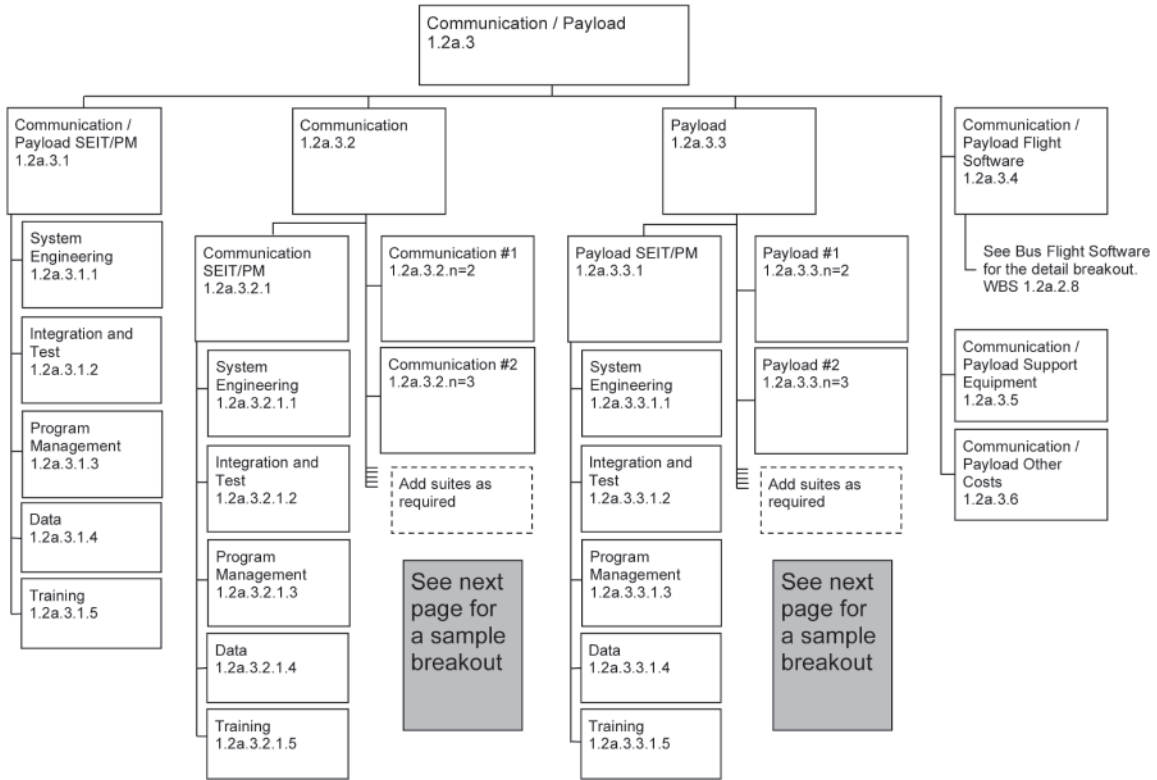 Communication / Payload
1.2a.3
Communication /
Payload SEIT/PM
1.2a.3.1
System
Engineering
1.2a.3.1.1
Integration and
Test
1.2a.3.1.2
Program
Management
1.2a.3.1.3
Data
1.2a.3.1.4
Training
1.2a.3.1.5
Communication
1.2a.3.2
Communication
SEIT/PM
1.2a.3.2.1
System
Engineering
1.2a.3.2.1.1
Integration and
Test
1.2a.3.2.1.2
Program
Management
1.2a.3.2.1.3
Data
1.2a.3.2.1.4
Training
1.2a.3.2.1.5
Communication #1
1.2a.3.2.n=2
Communication #2
1.2a.3.2.n=3
Add suites as
required
See next
page for
a sample
breakout
Payload
1.2a.3.3
Payload SEIT/PM
1.2a.3.3.1
System
Engineering
1.2a.3.3.1.1
Integration and
Test
1.2a.3.3.1.2
Program
Management
1.2a.3.3.1.3
Data
1.2a.3.3.1.4
Training
1.2a.3.3.1.5
Payload #1
1.2a.3.3.n=2
Payload #2
1.2a.3.3.n=3
Add suites as
required
See next
page for
a sample
breakout
Communication /
Payload Flight
Software
1.2a.3.4
See Bus Flight Software
for the detail breakout.
WBS 1.2a.2.8
Communication /
Payload Support
Equipment
1.2a.3.5
Communication /
Payload Other
Costs
1.2a.3.6